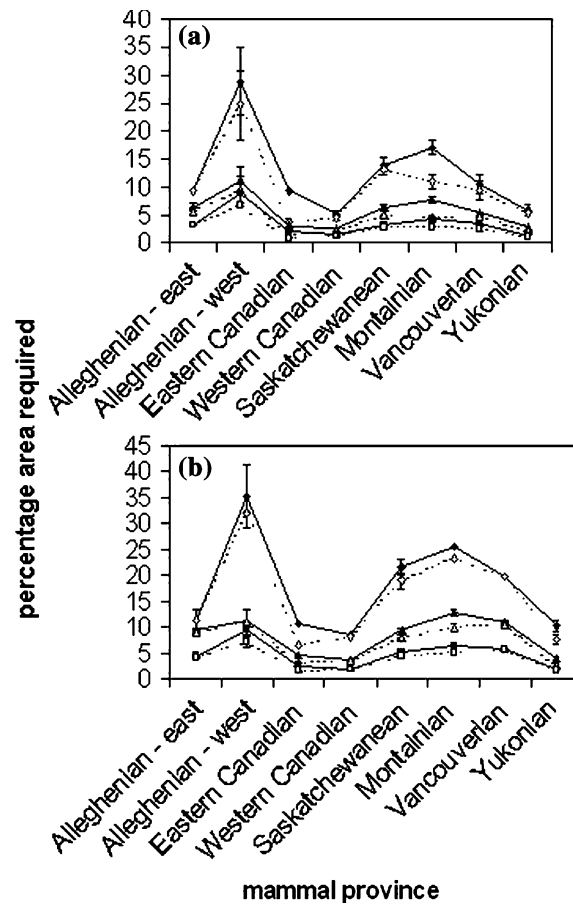 (a)
40
35
30
25
20
15
10
5
0
Alleghenian - east
Alleghenian - west
Eastern Canadian
Western Canadian
Saskatchewanean
Montainian
Vancouverian
Yukonian
percentage area required
(b)
45
40
35
30
25
20
15
10
5
0
Alleghenian - east
Alleghenian - west
Eastern Canadian
Western Canadian
Saskatchewanean
Montainian
Vancouverian
Yukonian
mammal province